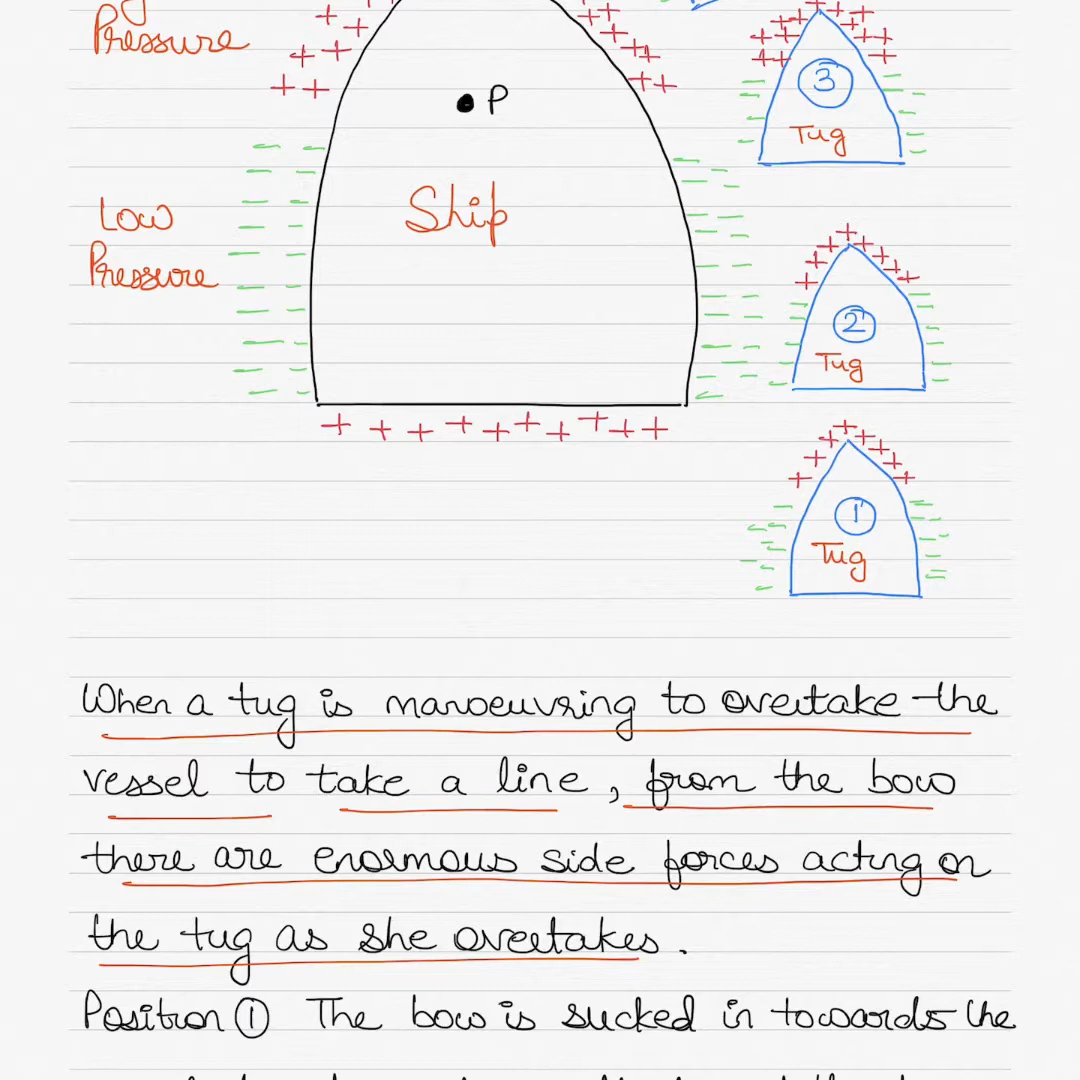 Pressure
P
3
Tug
Ship
Low
Pressure
2
Tug
1
Tug
When a tug is manoeuvring to overtake the
vessel to take a line, from the bow
there are enormous side forces acting on
the tug as she overtakes.
Position ① The bow is sucked in towards the